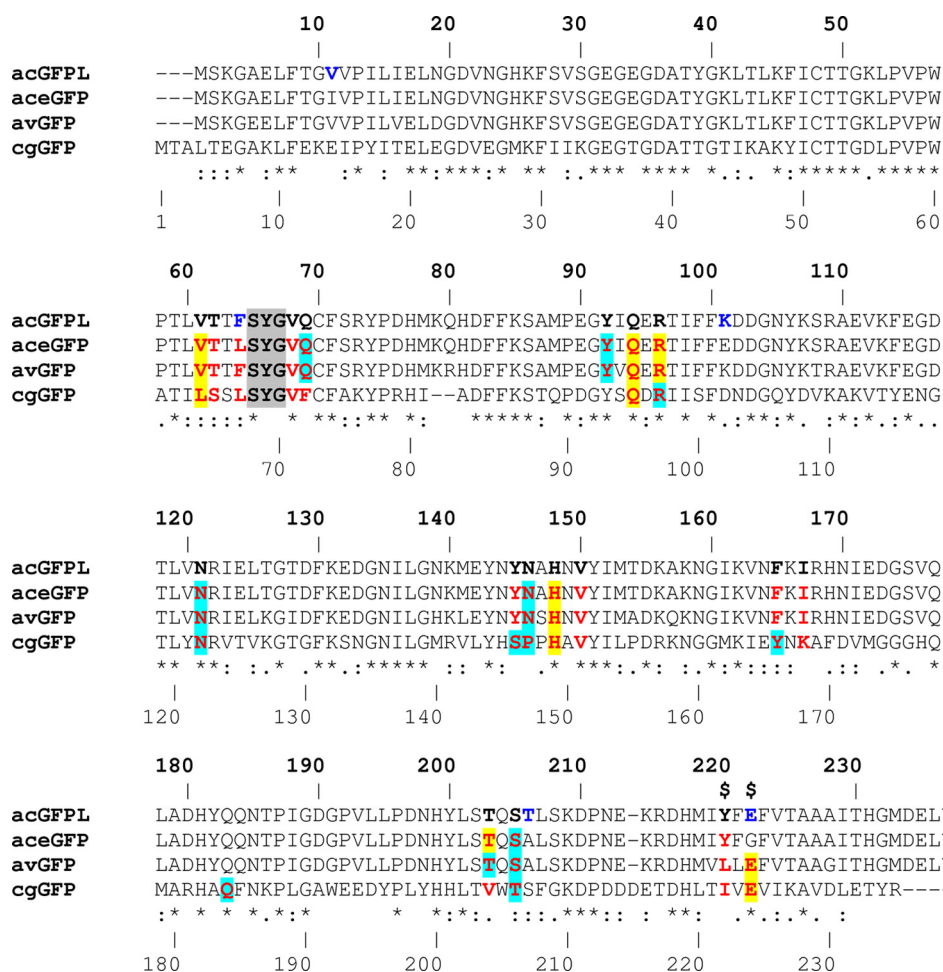 10 20 30 40 50
acGFPL ---MSKGAELFTGVVPILIELNGDVNGHKFSVSGEGEGDATYGKLTLKFICTTGKLPVPW
aceGFP ---MSKGAELFTGIVPILIELNGDVNGHKFSVSGEGEGDATYGKLTLKFICTTGKLPVPW
avGFP ---MSKGEELFTGVVPILVELDGDVNGHKFSVSGEGEGDATYGKLTLKFICTTGKLPVPW
cgGFP MTALTEGAKLFEKEIPYITELEGDVEGMKFIIKGEGTGDATTGTIKAKYICTTGDLPVPW
1 10 20 30 40 50 60
60 70 80 90 100 110
acGFPL PTLVTTFSYGVQCFSRYPDHMKQHDFFKSAMPEGYIQERTIFFKDDGNYKSRAEVKFEGD
aceGFP PTLVTTLSYGVQCFSRYPDHMKQHDFFKSAMPEGYIQERTIFFEDDGNYKSRAEVKFEGD
avGFP PTLVTTFSYGVQCFSRYPDHMKRHDFFKSAMPEGYVQERTIFFKDDGNYKTRAEVKFEGD
cgGFP ATILSSLSYGVFCFAKYPRHI--ADFFKSTQPDGYSQDRIISFDNDGQYDVKAKVTYENG
70 80 90 100 110
120 130 140 150 160 170
acGFPL TLVNRIELTGTDFKEDGNILGNKMEYNYNAHNVYIMTDKAKNGIKVNFKIRHNIEDGSVQ
aceGFP TLVNRIELTGTDFKEDGNILGNKMEYNYNAHNVYIMTDKAKNGIKVNFKIRHNIEDGSVQ
avGFP TLVNRIELKGIDFKEDGNILGHKLEYNYNSHNVYIMADKQKNGIKVNFKIRHNIEDGSVQ
cgGFP TLYNRVTVKGTGFKSNGNILGMRVLYHSPPHAVYILPDRKNGGMKIEYNKAFDVMGGGHQ
120 130 140 150 160 170
180 190 200 210 220 230
$ $
acGFPL LADHYQQNTPIGDGPVLLPDNHYLSTQSTLSKDPNE-KRDHMIYFEFVTAAAITHGMDEL
aceGFP LADHYQQNTPIGDGPVLLPDNHYLSTQSALSKDPNE-KRDHMIYFGFVTAAAITHGMDEL
avGFP LADHYQQNTPIGDGPVLLPDNHYLSTQSALSKDPNE-KRDHMVLLEFVTAAGITHGMDEL
cgGFP MARHAQFNKPLGAWEEDYPLYHHLTVWTSFGKDPDDDETDHLTIVEVIKAVDLETYR---
180 190 200 210 220 230